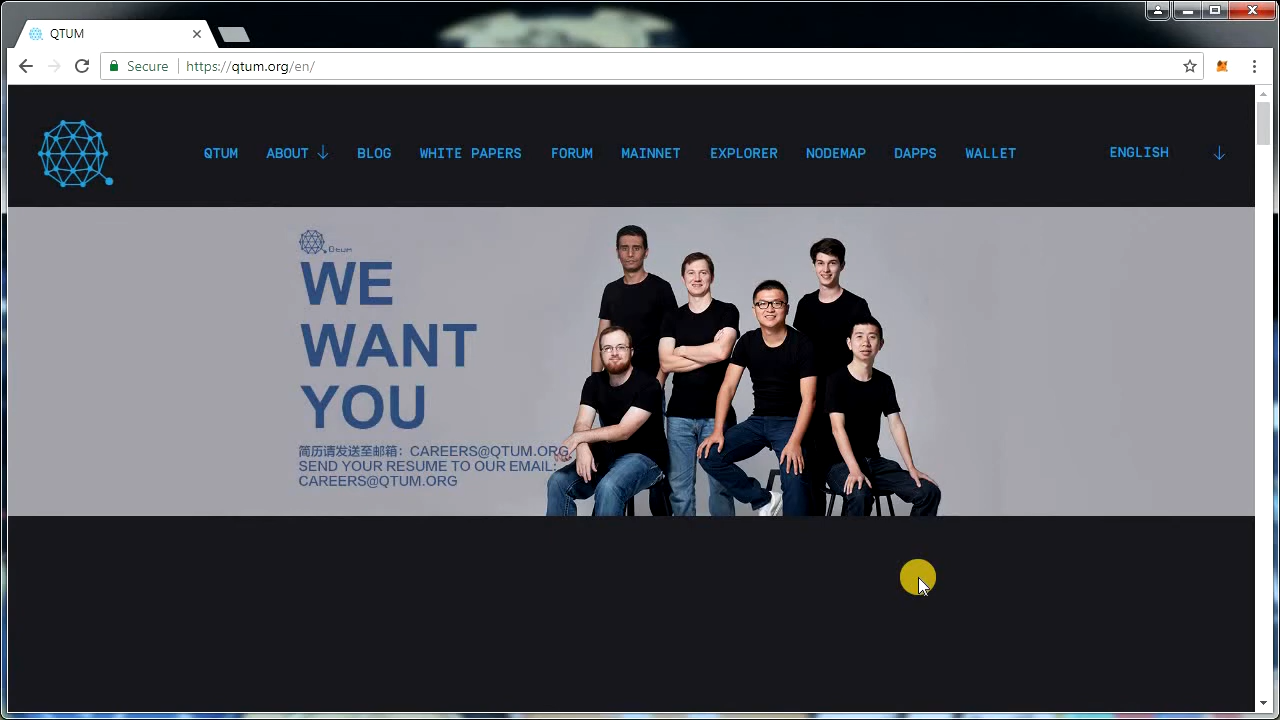 QTUM
Secure
https://qtum.org/en/
QTUM ABOUT ↓ BLOG WHITE PAPERS FORUM MAINNET EXPLORER NODEMAP DAPPS WALLET ENGLISH ↓
Qtum
WE
WANT
YOU
简历请发送至邮箱：CAREERS@QTUM.ORG
SEND YOUR RESUME TO OUR EMAIL:
CAREERS@QTUM.ORG